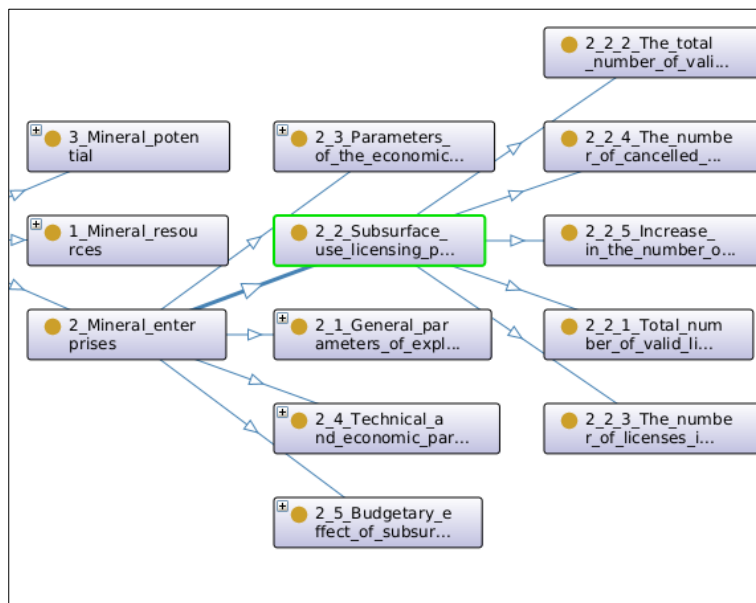 2_2_2_The_total
_number_of_vali...
3_Mineral_poten
tial
2_3_Parameters_
of_the_economic...
2_2_4_The_numbe
r_of_cancelled_...
1_Mineral_resou
rces
2_2_Subsurface_
use_licensing_p...
2_2_5_Increase_
in_the_number_o...
2_Mineral_enter
prises
2_1_General_par
ameters_of_expl...
2_2_1_Total_num
ber_of_valid_li...
2_4_Technical_a
nd_economic_par...
2_2_3_The_numbe
r_of_licenses_i...
2_5_Budgetary_e
ffect_of_subsur...